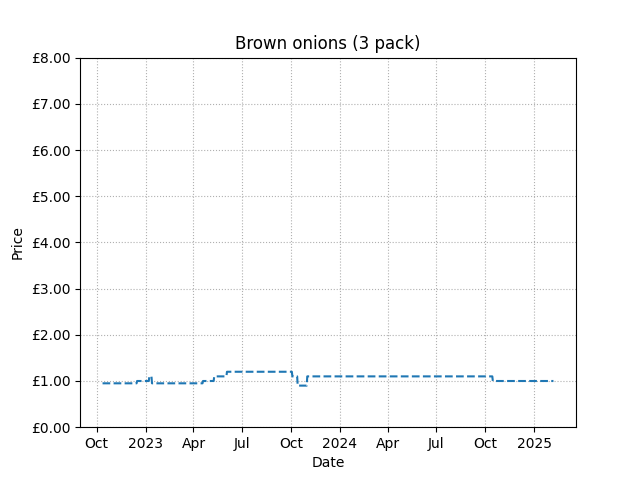 Brown onions (3 pack)
£8.00
£7.00
£6.00
£5.00
£4.00
£3.00
£2.00
£1.00
£0.00
Price
Oct 2023 Apr Jul Oct 2024 Apr Jul Oct 2025
Date